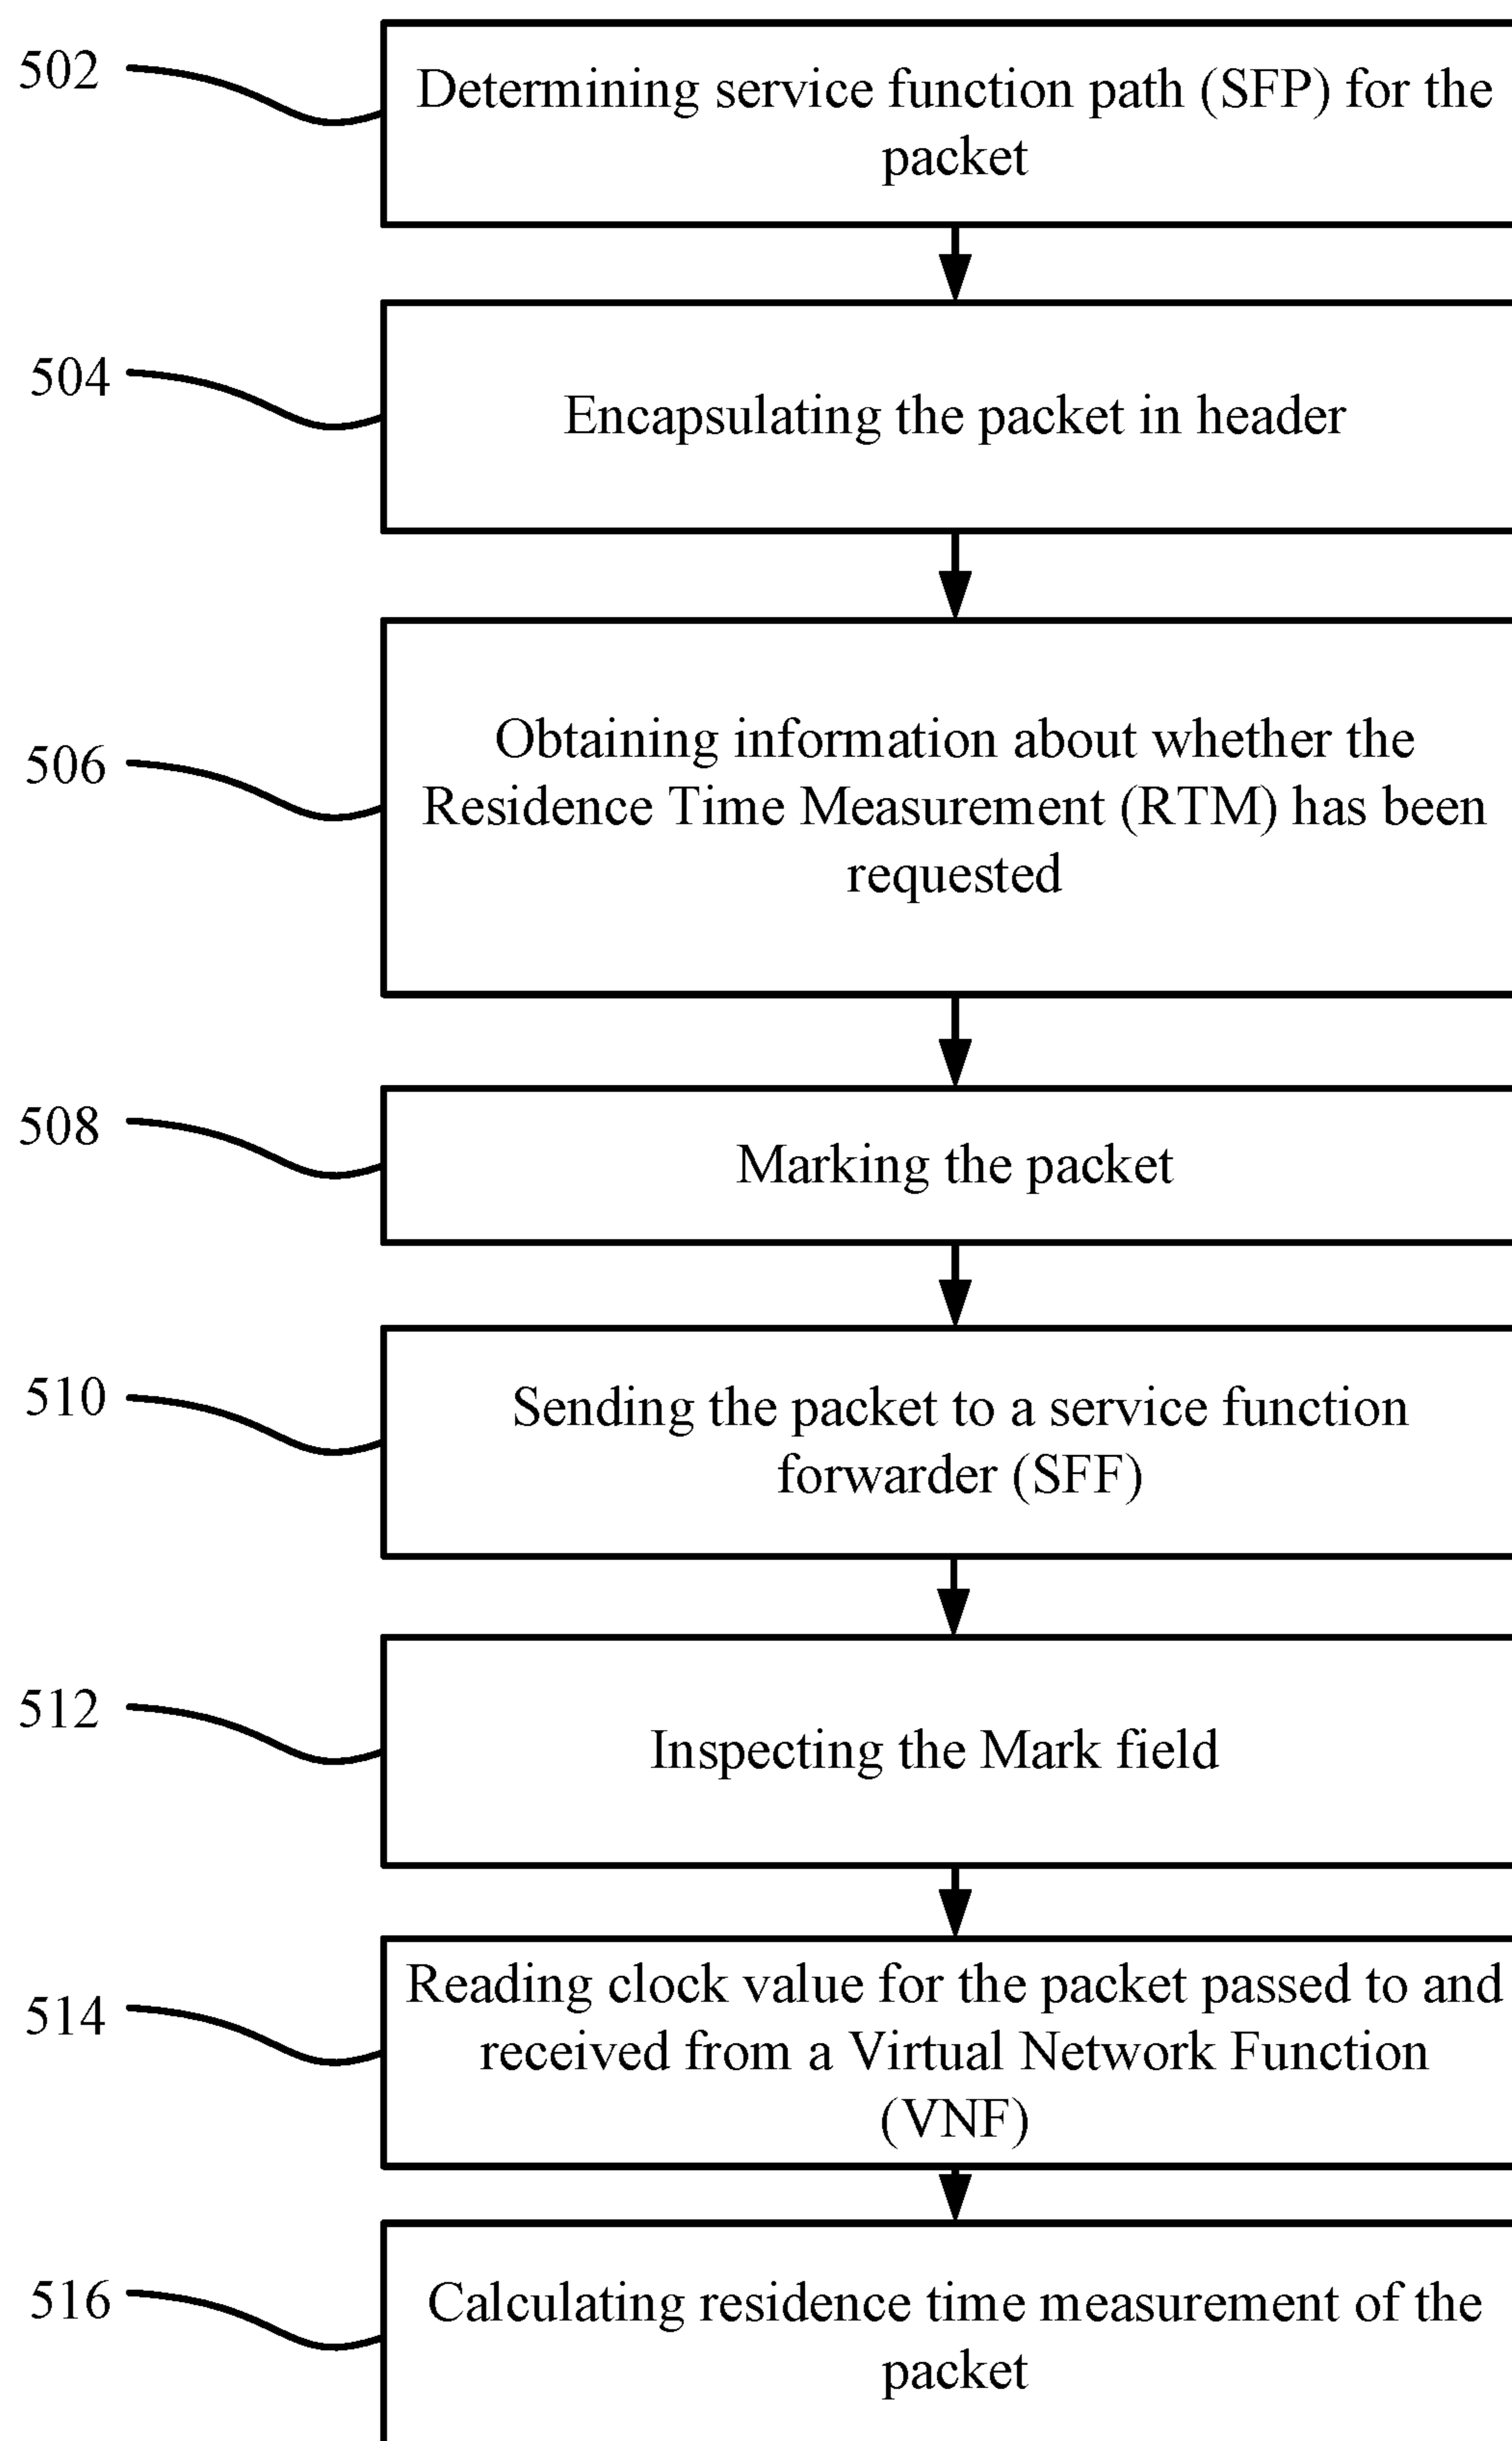 502
Determining service function path (SFP) for the
packet
504
Encapsulating the packet in header
506
Obtaining information about whether the
Residence Time Measurement (RTM) has been
requested
508
Marking the packet
510
Sending the packet to a service function
forwarder (SFF)
512
Inspecting the Mark field
514
Reading clock value for the packet passed to and
received from a Virtual Network Function
(VNF)
516
Calculating residence time measurement of the
packet